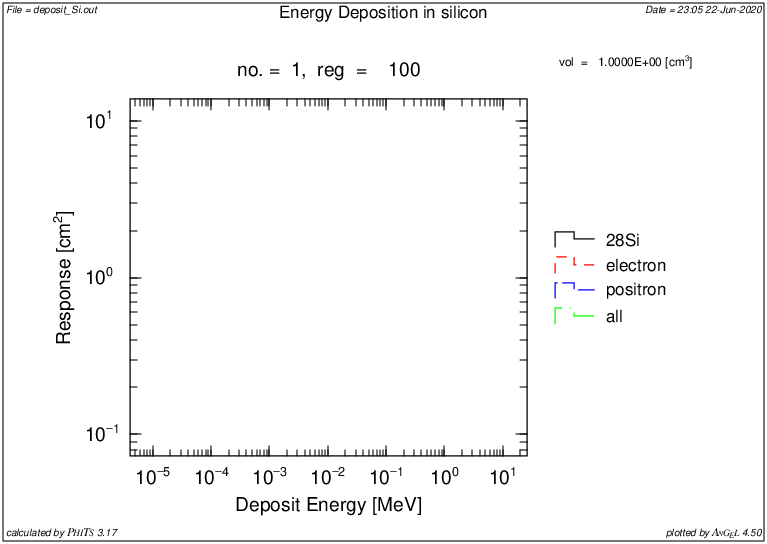 File = deposit_Si.out
Energy Deposition in silicon
Date = 23:05 22-Jun-2020
no. = 1, reg = 100
vol = 1.0000E+00 [cm³]
10¹
10⁰
10⁻¹
Response [cm²]
28Si
electron
positron
all
10⁻⁵ 10⁻⁴ 10⁻³ 10⁻² 10⁻¹ 10⁰ 10¹
Deposit Energy [MeV]
calculated by PHITS 3.17
plotted by ANGEL 4.50